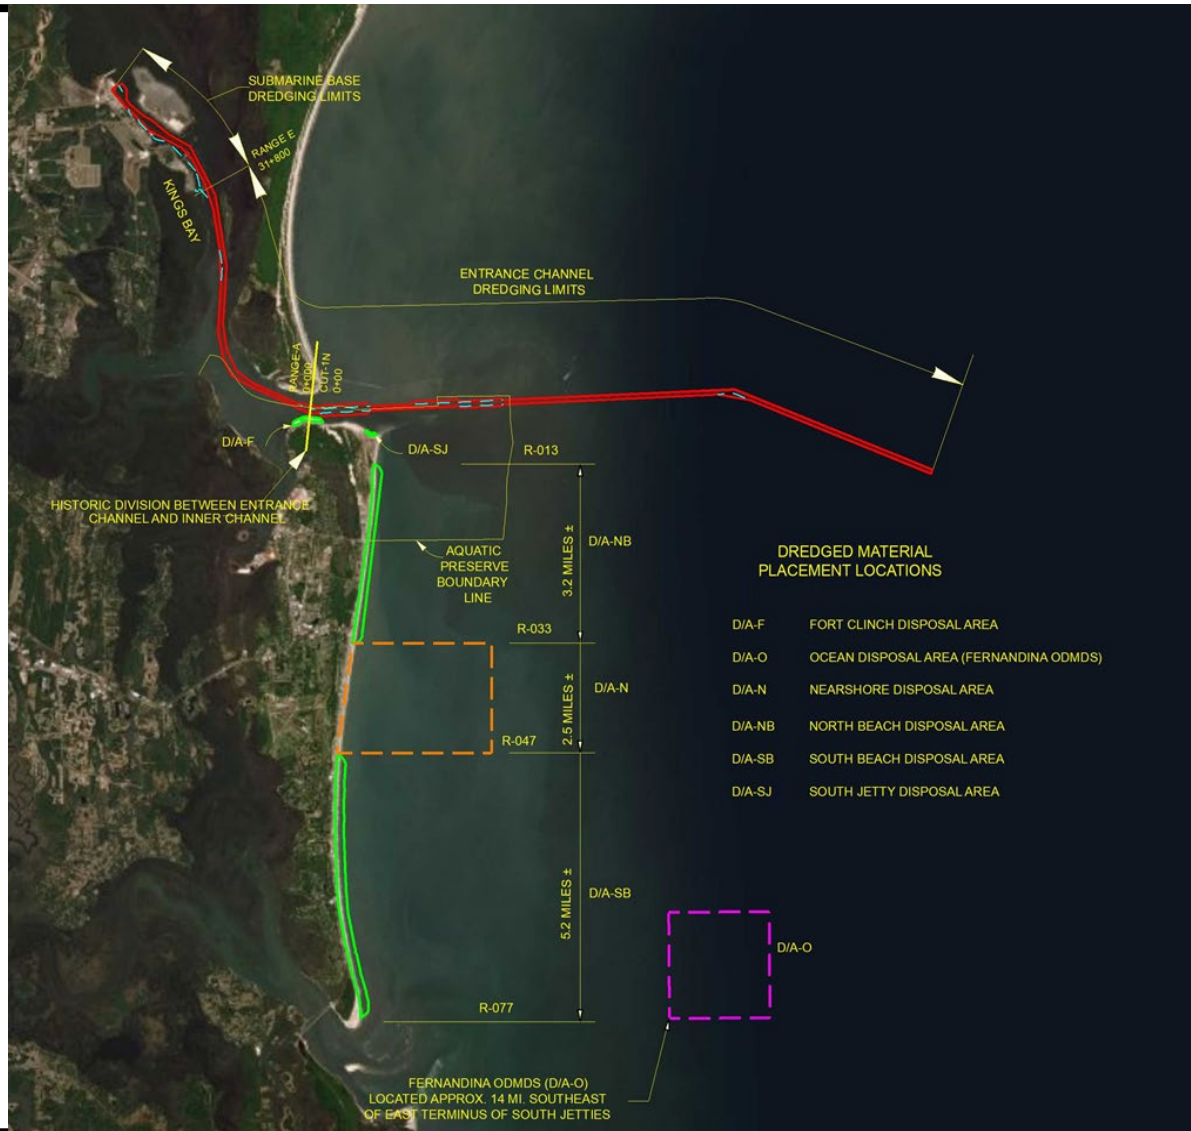 SUBMARINE BASE
DREDGING LIMITS
RANGE E
31+800
KINGS BAY
ENTRANCE CHANNEL
DREDGING LIMITS
RANGE-A
0+000
CUT-1N
0+00
D/A-F
D/A-SJ
R-013
HISTORIC DIVISION BETWEEN ENTRANCE
CHANNEL AND INNER CHANNEL
AQUATIC
PRESERVE
BOUNDARY
LINE
3.2 MILES ±
D/A-NB
R-033
2.5 MILES ±
D/A-N
R-047
5.2 MILES ±
D/A-SB
R-077
DREDGED MATERIAL
PLACEMENT LOCATIONS
D/A-F FORT CLINCH DISPOSAL AREA
D/A-O OCEAN DISPOSAL AREA (FERNANDINA ODMDS)
D/A-N NEARSHORE DISPOSAL AREA
D/A-NB NORTH BEACH DISPOSAL AREA
D/A-SB SOUTH BEACH DISPOSAL AREA
D/A-SJ SOUTH JETTY DISPOSAL AREA
D/A-O
FERNANDINA ODMDS (D/A-O)
LOCATED APPROX. 14 MI. SOUTHEAST
OF EAST TERMINUS OF SOUTH JETTIES